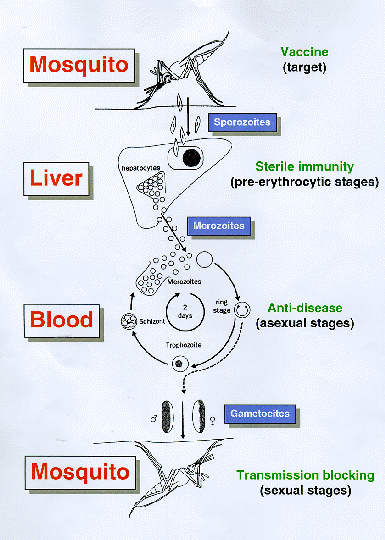 Mosquito
Vaccine
(target)
Sporozoites
hepatocytes
Liver
Sterile immunity
(pre-erythrocytic stages)
Merozoites
Merozoites
ring
stage
2
days
Blood
Schizont
Anti-disease
(asexual stages)
Trophozoite
♂
♀
Gametocites
Mosquito
Transmission blocking
(sexual stages)